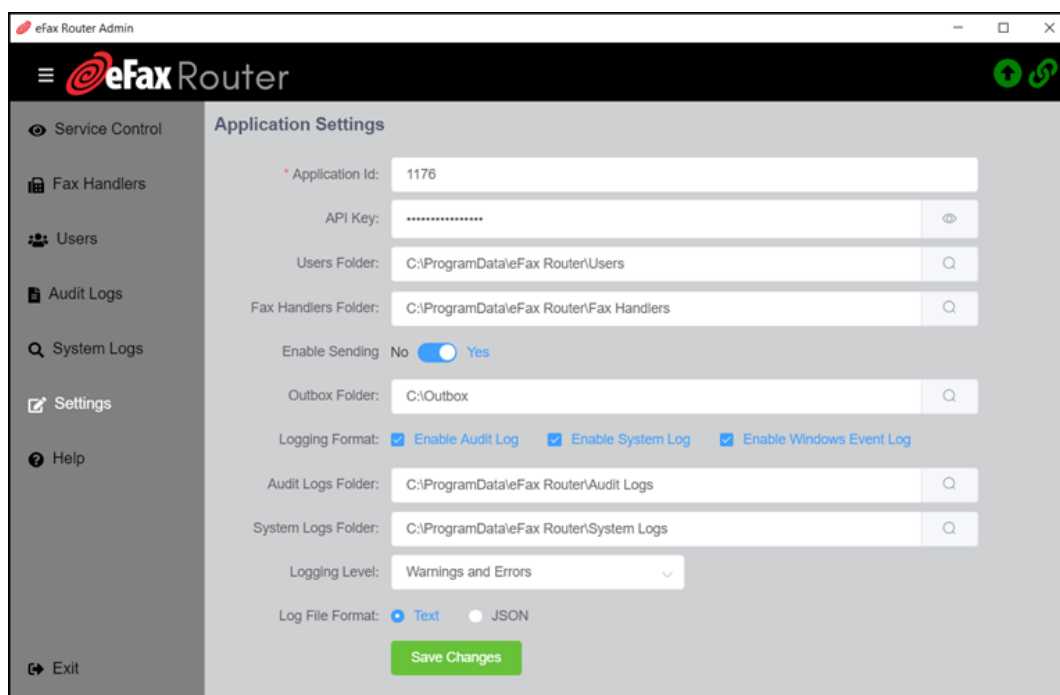 eFax Router Admin
eFax Router
Service Control
Fax Handlers
Users
Audit Logs
System Logs
Settings
Help
Exit
Application Settings
* Application Id: 1176
API Key: ••••••••••••••••
Users Folder: C:\ProgramData\eFax Router\Users
Fax Handlers Folder: C:\ProgramData\eFax Router\Fax Handlers
Enable Sending No Yes
Outbox Folder: C:\Outbox
Logging Format: Enable Audit Log Enable System Log Enable Windows Event Log
Audit Logs Folder: C:\ProgramData\eFax Router\Audit Logs
System Logs Folder: C:\ProgramData\eFax Router\System Logs
Logging Level: Warnings and Errors
Log File Format: Text JSON
Save Changes